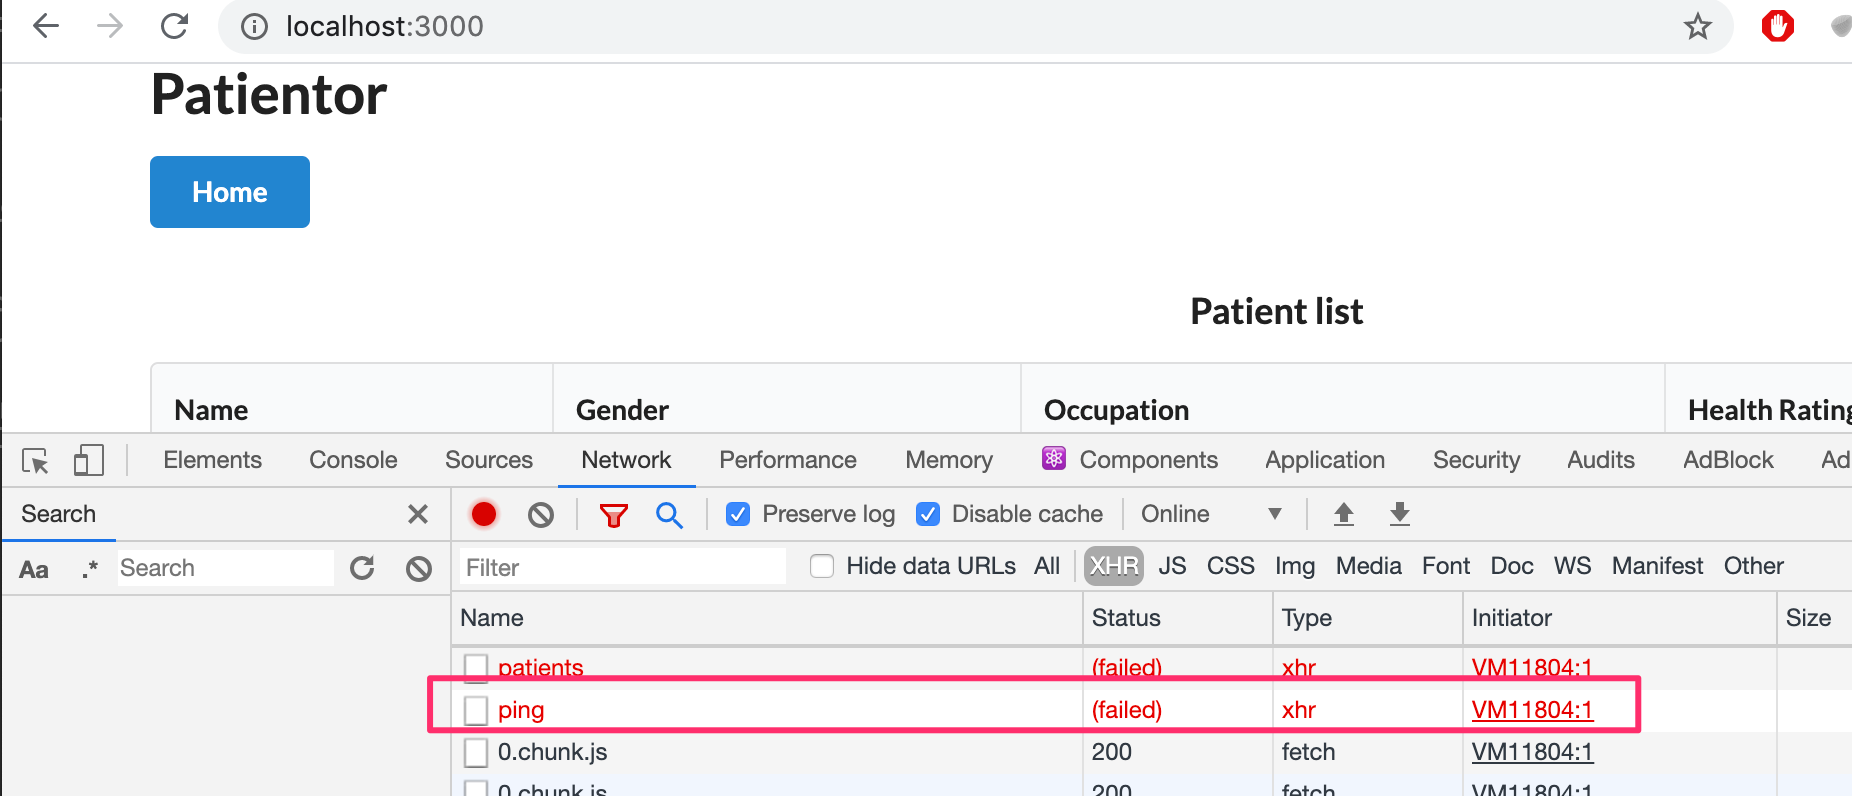 localhost:3000
Patientor
Home
Patient list
Name Gender Occupation Health Rating
Elements Console Sources Network Performance Memory Components Application Security Audits AdBlock Ad
Search Preserve log Disable cache Online
Aa .* Search Filter Hide data URLs All XHR JS CSS Img Media Font Doc WS Manifest Other
Name Status Type Initiator Size
patients (failed) xhr VM11804:1
ping (failed) xhr VM11804:1
0.chunk.js 200 fetch VM11804:1
0.chunk.js 200 fetch VM11804:1